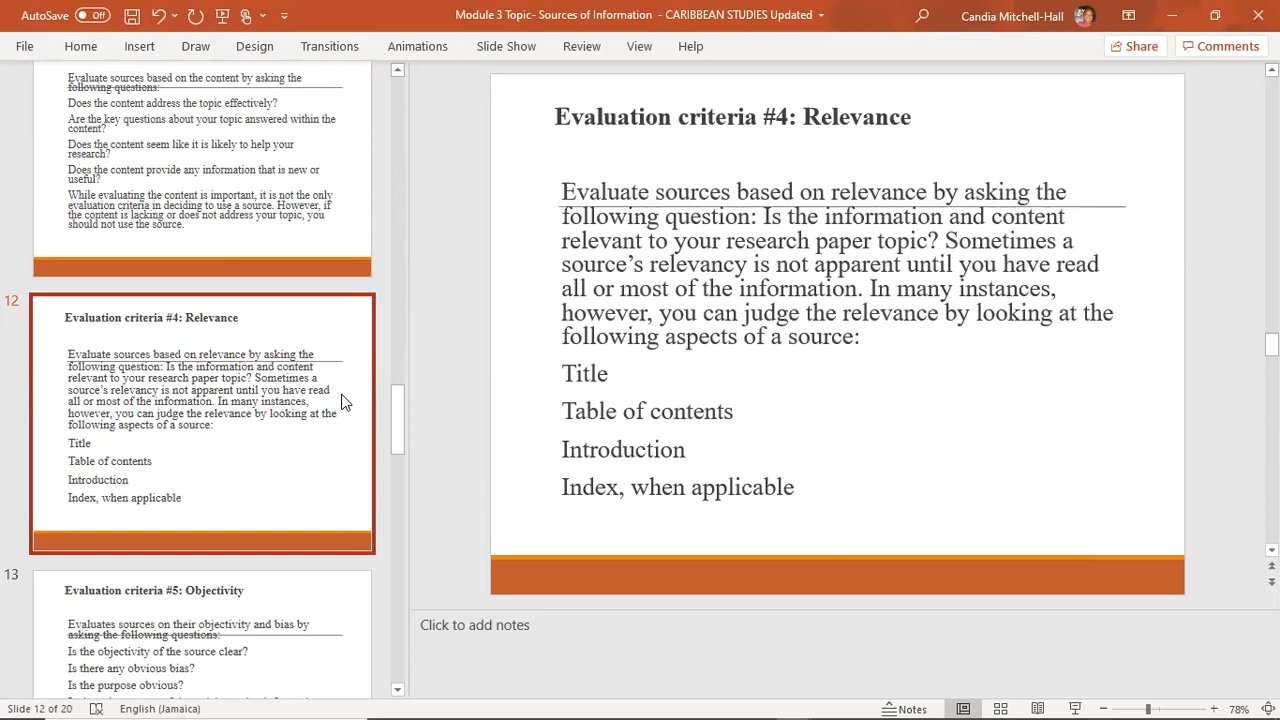 AutoSave Off
Module 3 Topic- Sources of Information - CARIBBEAN STUDIES Updated
Candia Mitchell-Hall
File Home Insert Draw Design Transitions Animations Slide Show Review View Help
Share Comments
Evaluate sources based on the content by asking the
following questions:
Does the content address the topic effectively?
Are the key questions about your topic answered within the
content?
Does the content seem like it is likely to help your
research?
Does the content provide any information that is new or
useful?
While evaluating the content is important, it is not the only
evaluation criteria in deciding to use a source. However, if
the content is lacking or does not address your topic, you
should not use the source.
12
Evaluation criteria #4: Relevance
Evaluate sources based on relevance by asking the
following question: Is the information and content
relevant to your research paper topic? Sometimes a
source's relevancy is not apparent until you have read
all or most of the information. In many instances,
however, you can judge the relevance by looking at the
following aspects of a source:
Title
Table of contents
Introduction
Index, when applicable
13
Evaluation criteria #5: Objectivity
Evaluates sources on their objectivity and bias by
asking the following questions:
Is the objectivity of the source clear?
Is there any obvious bias?
Is the purpose obvious?
Evaluation criteria #4: Relevance
Evaluate sources based on relevance by asking the
following question: Is the information and content
relevant to your research paper topic? Sometimes a
source's relevancy is not apparent until you have read
all or most of the information. In many instances,
however, you can judge the relevance by looking at the
following aspects of a source:
Title
Table of contents
Introduction
Index, when applicable
Click to add notes
Slide 12 of 20 English (Jamaica) Notes 78%